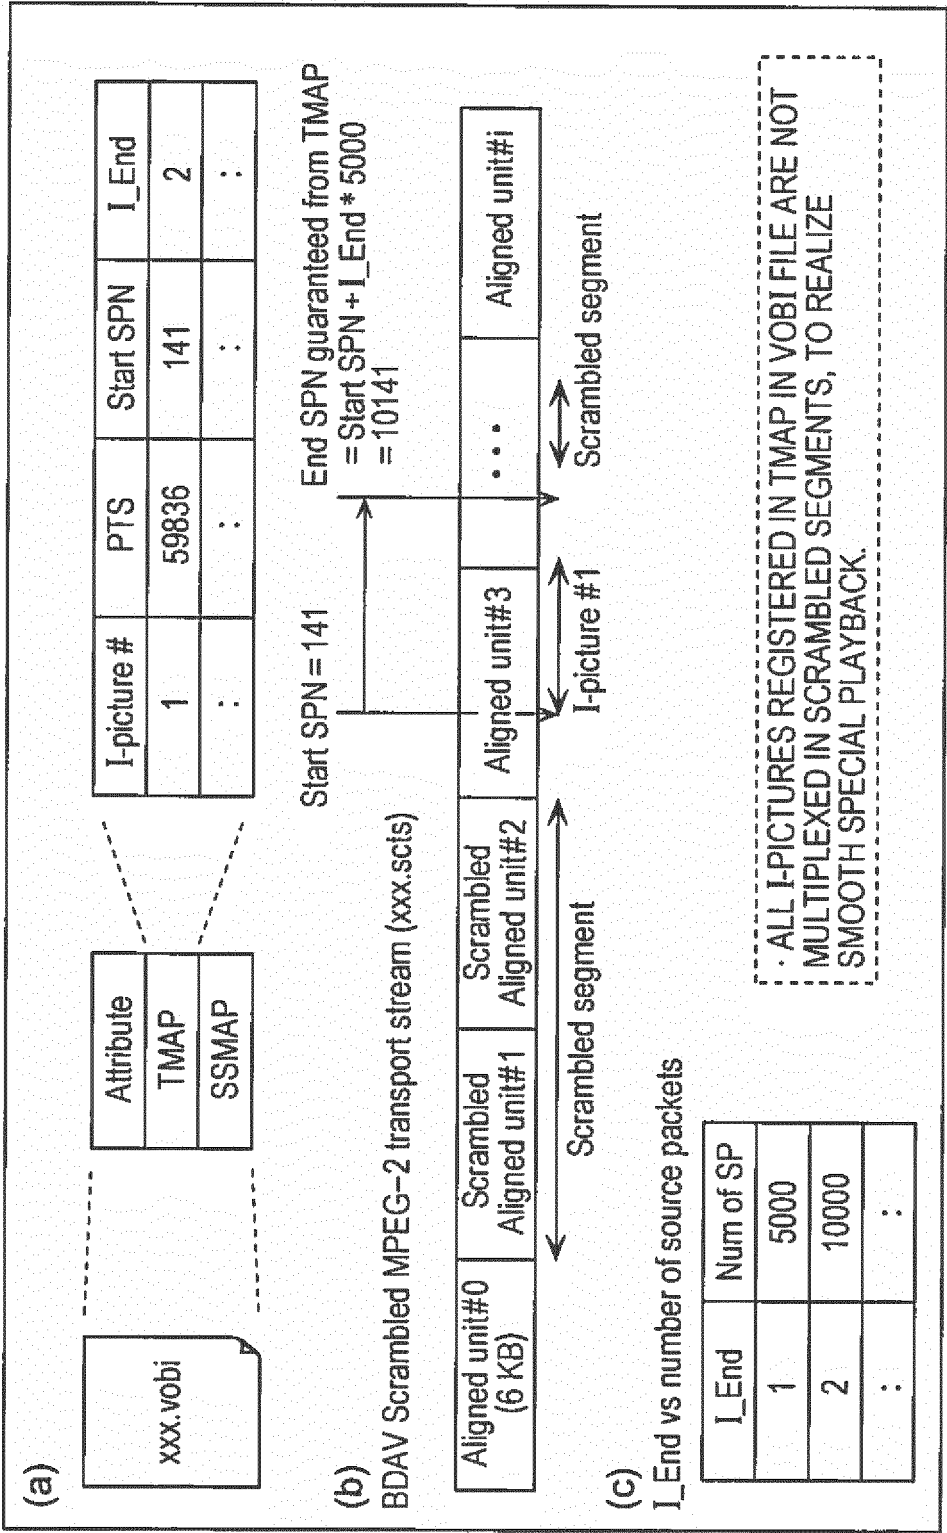 (a)
xxx.vobi
Attribute
TMAP
SSMAP
I-picture # PTS Start SPN I_End
1 59836 141 2
: : : :
(b)
BDAV Scrambled MPEG-2 transport stream (xxx.scts)
Start SPN = 141
End SPN guaranteed from TMAP
= Start SPN + I_End * 5000
= 10141
Aligned unit#0
(6 KB)
Scrambled
Aligned unit#1
Scrambled
Aligned unit#2
Aligned unit#3
• • •
Aligned unit#i
Scrambled segment
I-picture #1
Scrambled segment
(c)
I_End vs number of source packets
I_End Num of SP
1 5000
2 10000
: :
· ALL I-PICTURES REGISTERED IN TMAP IN VOBI FILE ARE NOT
MULTIPLEXED IN SCRAMBLED SEGMENTS, TO REALIZE
SMOOTH SPECIAL PLAYBACK.